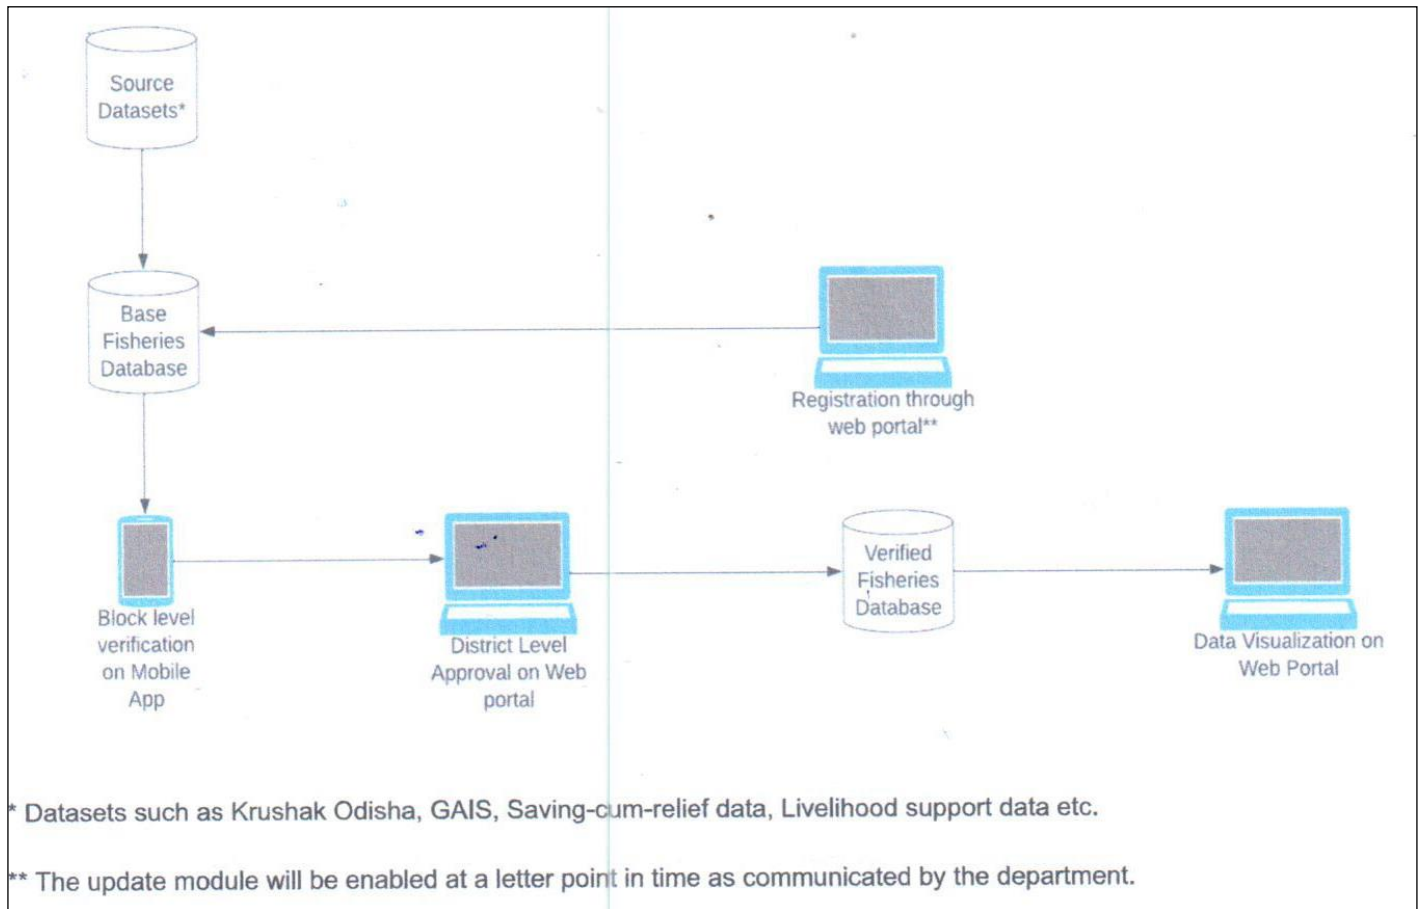 Source
Datasets*
Base
Fisheries
Database
Registration through
web portal**
Block level
verification
on Mobile
App
District Level
Approval on Web
portal
Verified
Fisheries
Database
Data Visualization on
Web Portal
* Datasets such as Krushak Odisha, GAIS, Saving-cum-relief data, Livelihood support data etc.
** The update module will be enabled at a letter point in time as communicated by the department.